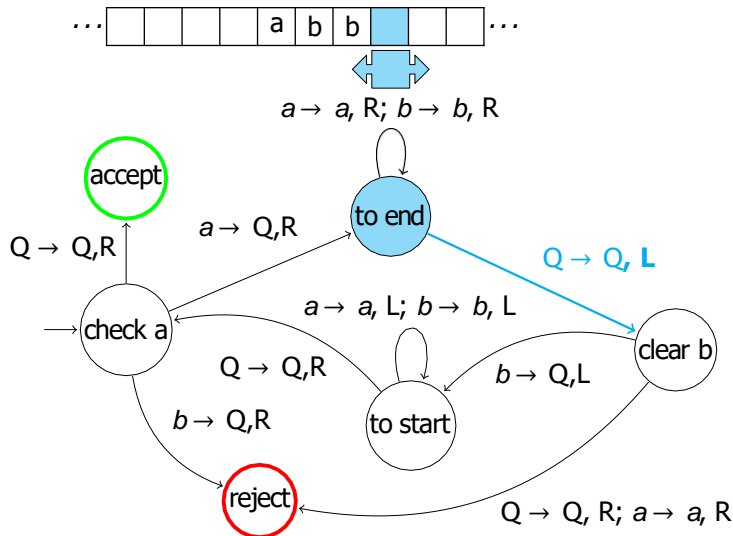 ··· a b b ···
a → a, R; b → b, R
accept
to end
a → Q,R
Q → Q,R
Q → Q, L
a → a, L; b → b, L
check a
clear b
Q → Q,R
b → Q,L
b → Q,R
to start
reject
Q → Q, R; a → a, R